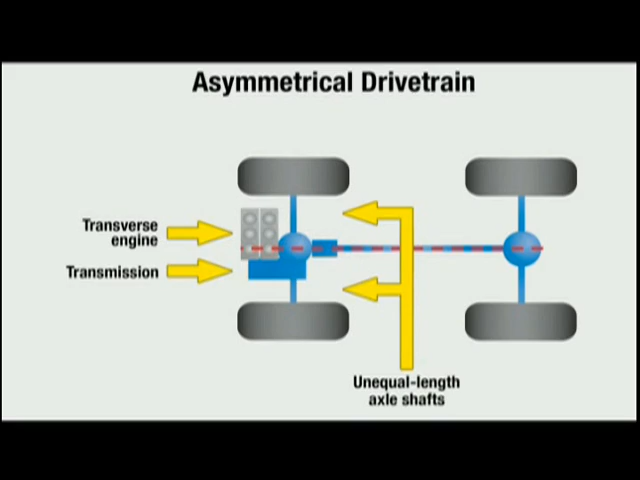 Asymmetrical Drivetrain
Transverse
engine
Transmission
Unequal-length
axle shafts